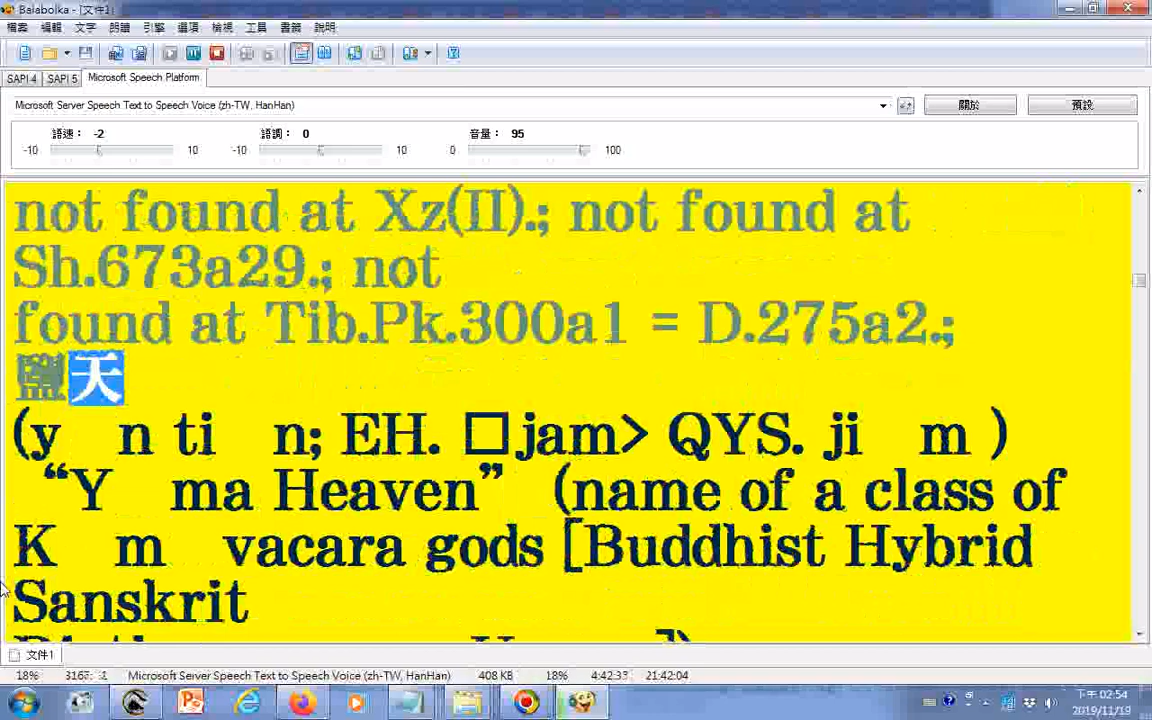 Balabolka - [文件1]
檔案 編輯 文字 朗讀 引擎 選項 檢視 工具 書籤 說明
SAPI 4 SAPI 5 Microsoft Speech Platform
Microsoft Server Speech Text to Speech Voice (zh-TW, HanHan) 關於 預設
語速: -2 語調: 0 音量: 95
-10 10 -10 10 0 100
not found at Xz(II).; not found at
Sh.673a29.; not
found at Tib.Pk.300a1 = D.275a2.;
鹽天
(y n ti n; EH. □jam> QYS. ji m )
“Y ma Heaven” (name of a class of
K m vacara gods [Buddhist Hybrid
Sanskrit
文件1
18% Microsoft Server Speech Text to Speech Voice (zh-TW, HanHan) 408 KB 18% 4:42:33 21:42:04
下午 02:54
2019/11/19